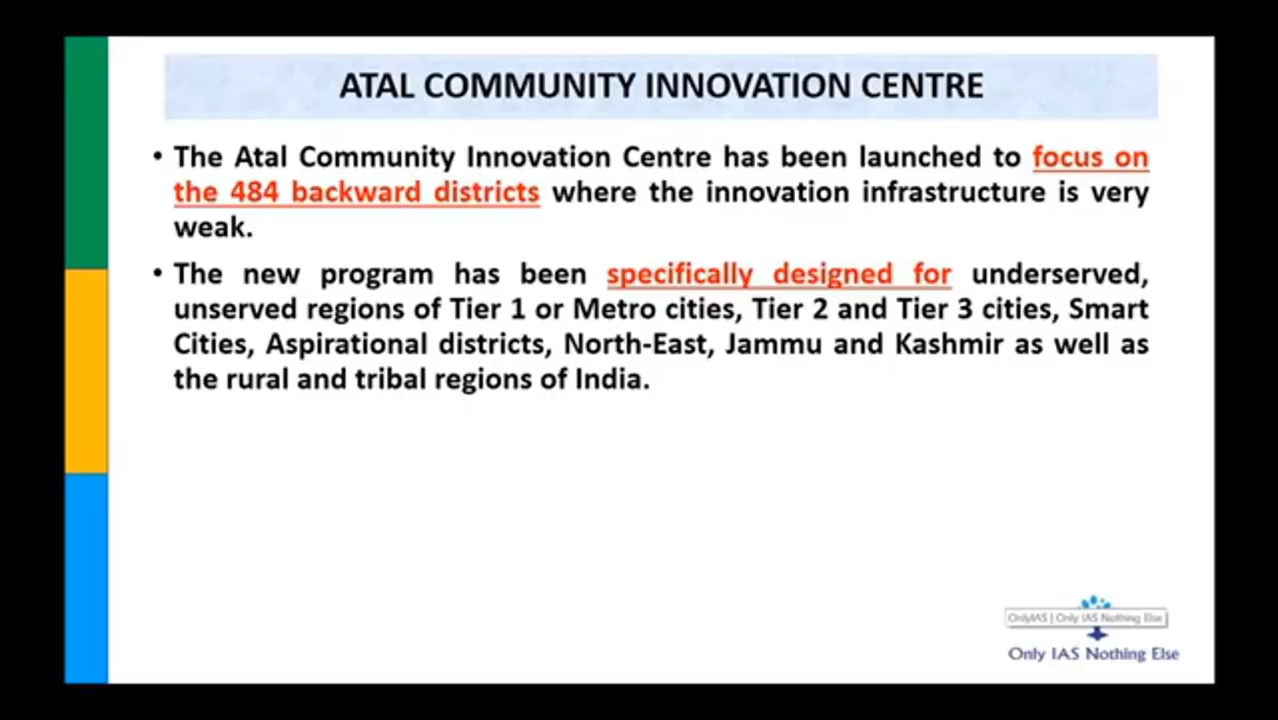 ATAL COMMUNITY INNOVATION CENTRE
• The Atal Community Innovation Centre has been launched to focus on
the 484 backward districts where the innovation infrastructure is very
weak.
• The new program has been specifically designed for underserved,
unserved regions of Tier 1 or Metro cities, Tier 2 and Tier 3 cities, Smart
Cities, Aspirational districts, North-East, Jammu and Kashmir as well as
the rural and tribal regions of India.
OnlyIAS | Only IAS Nothing Else
Only IAS Nothing Else